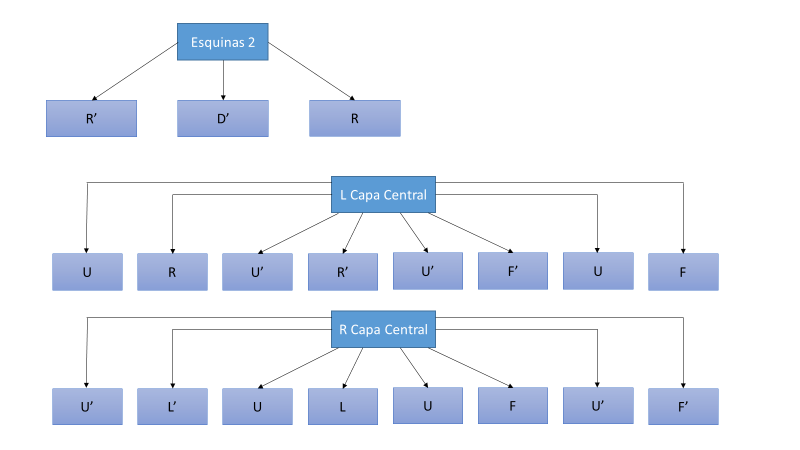 Esquinas 2
R’
D’
R
L Capa Central
U
R
U’
R’
U’
F’
U
F
R Capa Central
U’
L’
U
L
U
F
U’
F’